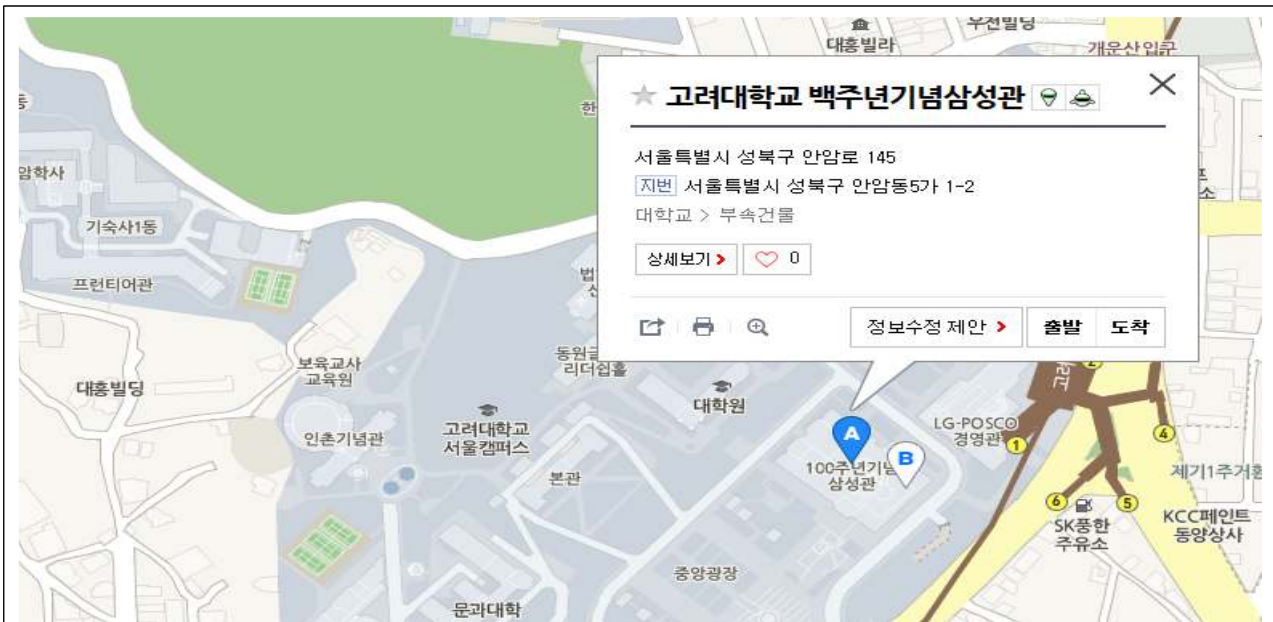 대홍빌라
우전빌딩
개운산입구
한
고려대학교 백주년기념삼성관
서울특별시 성북구 안암로 145
지번 서울특별시 성북구 안암동5가 1-2
대학교 > 부속건물
상세보기 > 0
정보수정 제안 > 출발 도착
암학사
기숙사1동
프런티어관
법
대홍빌딩
보육교사
교육원
인촌기념관
고려대학교
서울캠퍼스
동원글
리더쉽홀
대학원
본관
A
B
100주년기념
삼성관
LG-POSCO
경영관
고려
1
2
4
6
5
제기1주거환
SK풍한
주유소
KCC페인트
동양상사
중앙광장
문과대학